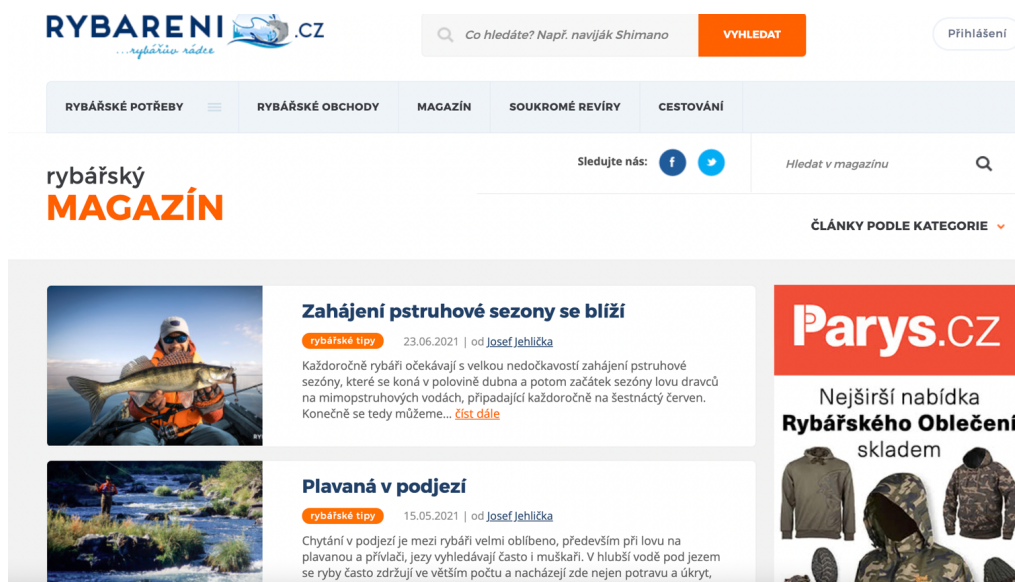 RYBARENI.CZ
...rybářův rádce
Co hledáte? Např. naviják Shimano
VYHLEDAT
Přihlášení
RYBÁŘSKÉ POTŘEBY
RYBÁŘSKÉ OBCHODY
MAGAZÍN
SOUKROMÉ REVÍRY
CESTOVÁNÍ
rybářský
MAGAZÍN
Sledujte nás:
Hledat v magazínu
ČLÁNKY PODLE KATEGORIE
Zahájení pstruhové sezony se blíží
rybářské tipy 23.06.2021 | od Josef Jehlička
Každoročně rybáři očekávají s velkou nedočkavostí zahájení pstruhové
sezóny, které se koná v polovině dubna a potom začátek sezóny lovu dravců
na mimopstruhových vodách, připadající každoročně na šestnáctý červen.
Konečně se tedy můžeme... číst dále
Plavaná v podjezí
rybářské tipy 15.05.2021 | od Josef Jehlička
Chytání v podjezí je mezi rybáři velmi oblíbeno, především při lovu na
plavanou a přívlači, jezy vyhledávají často i muškaři. V hlubší vodě pod jezem
se ryby často zdržují ve větším počtu a nacházejí zde nejen potravu a úkryt,
Parys.cz
Nejširší nabídka
Rybářského Oblečení
skladem